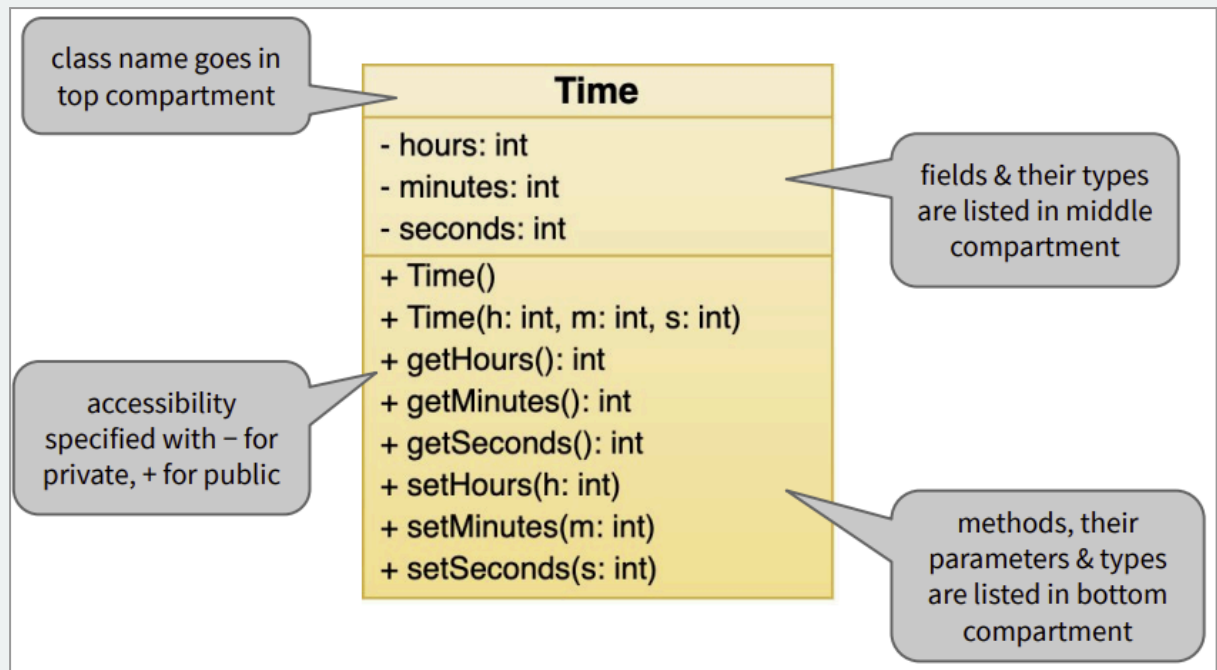 class name goes in
top compartment
Time
- hours: int
- minutes: int
- seconds: int
fields & their types
are listed in middle
compartment
+ Time()
+ Time(h: int, m: int, s: int)
+ getHours(): int
+ getMinutes(): int
+ getSeconds(): int
+ setHours(h: int)
+ setMinutes(m: int)
+ setSeconds(s: int)
accessibility
specified with − for
private, + for public
methods, their
parameters & types
are listed in bottom
compartment